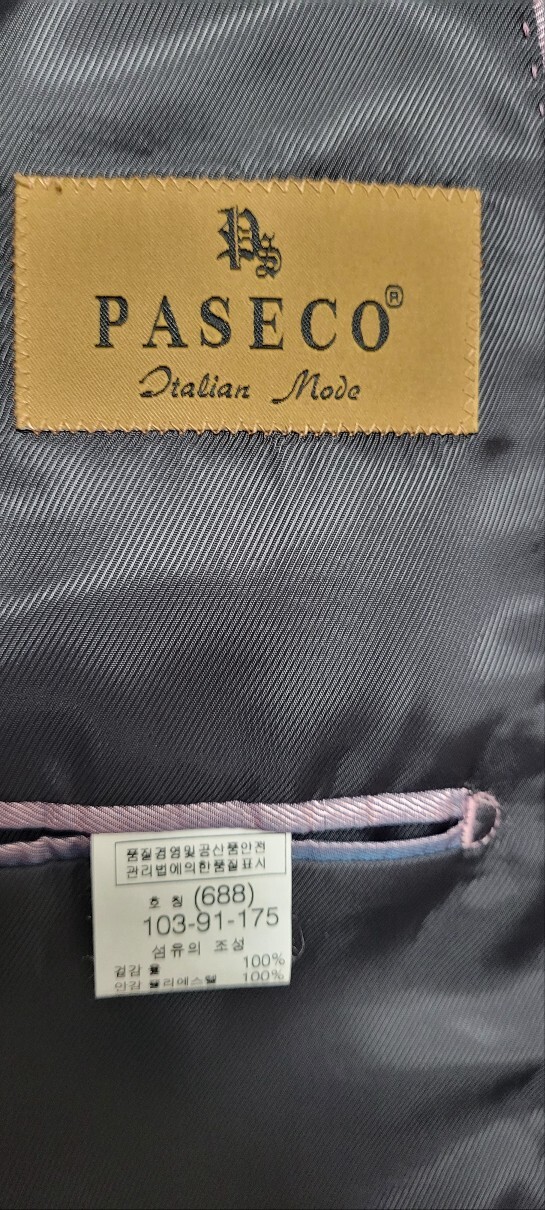 PS
PASECO®
Italian Mode
품질경영및공산품안전
관리법에의한품질표시
호 칭 (688)
103-91-175
섬유의 조성
겉감 울 100%
안감 폴리에스텔 100%